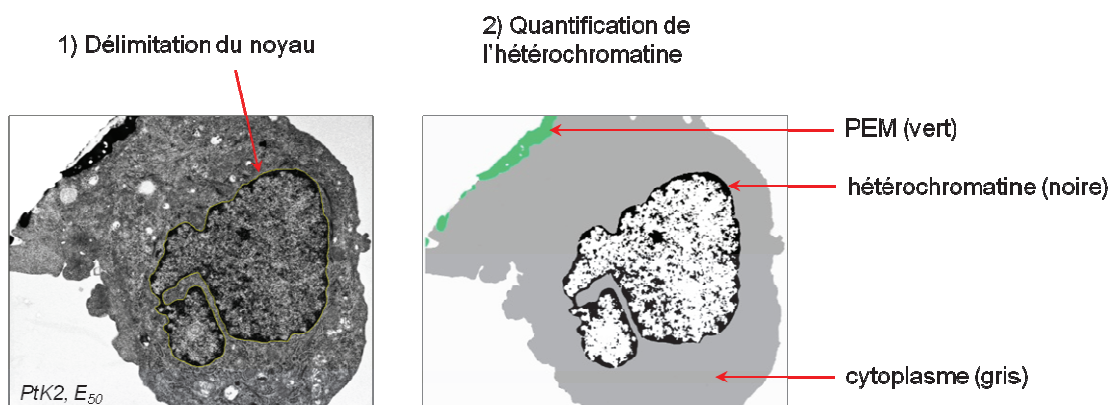 1) Délimitation du noyau
2) Quantification de
l'hétérochromatine
PEM (vert)
hétérochromatine (noire)
cytoplasme (gris)
PtK2, E50